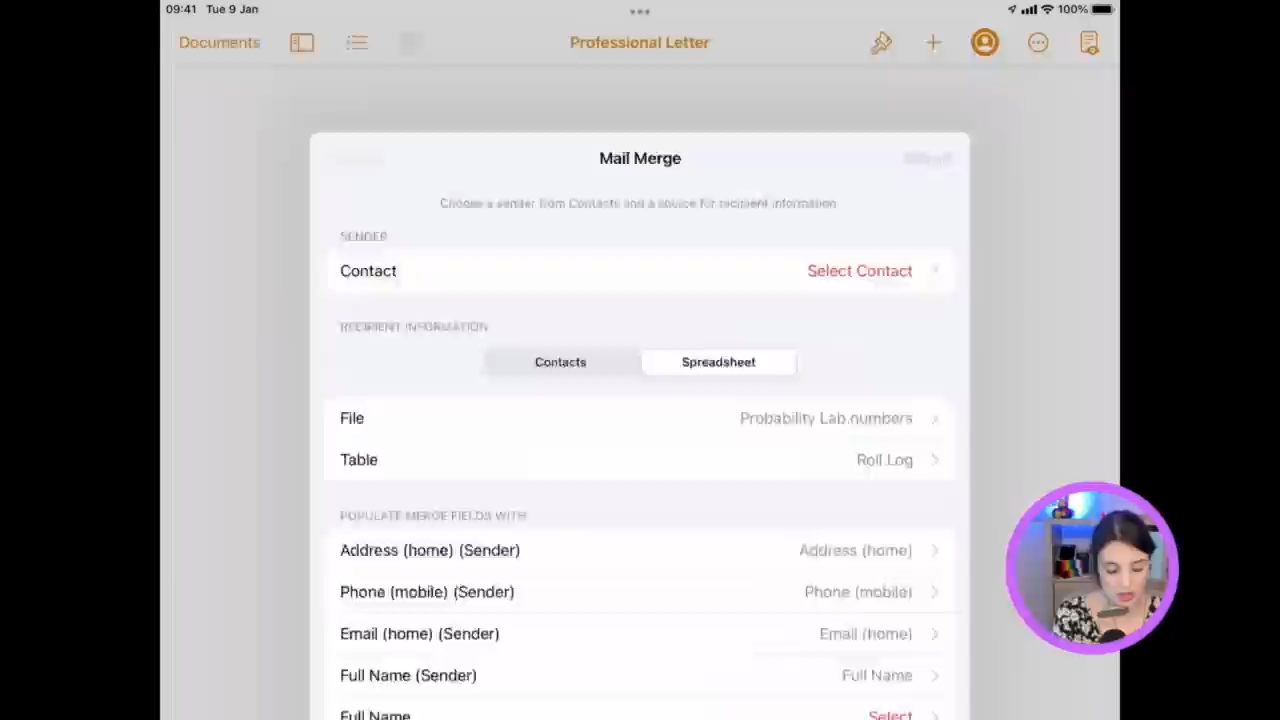 09:41 Tue 9 Jan
100%
Documents
Professional Letter
Mail Merge
Choose a sender from Contacts and a source for recipient information
SENDER
Contact
Select Contact
RECIPIENT INFORMATION
Contacts
Spreadsheet
File
Probability Lab.numbers
Table
Roll Log
POPULATE MERGE FIELDS WITH
Address (home) (Sender)
Address (home)
Phone (mobile) (Sender)
Phone (mobile)
Email (home) (Sender)
Email (home)
Full Name (Sender)
Full Name
Full Name
Select